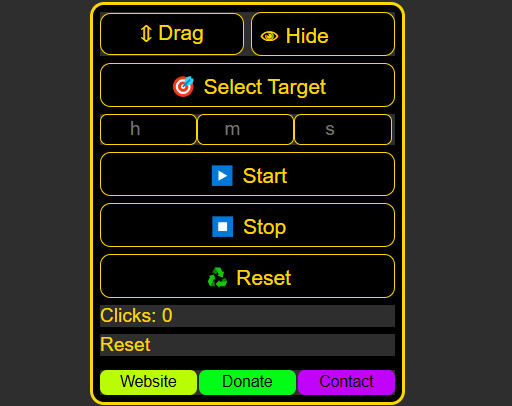 Drag Hide
Select Target
h m s
Start
Stop
Reset
Clicks: 0
Reset
Website Donate Contact